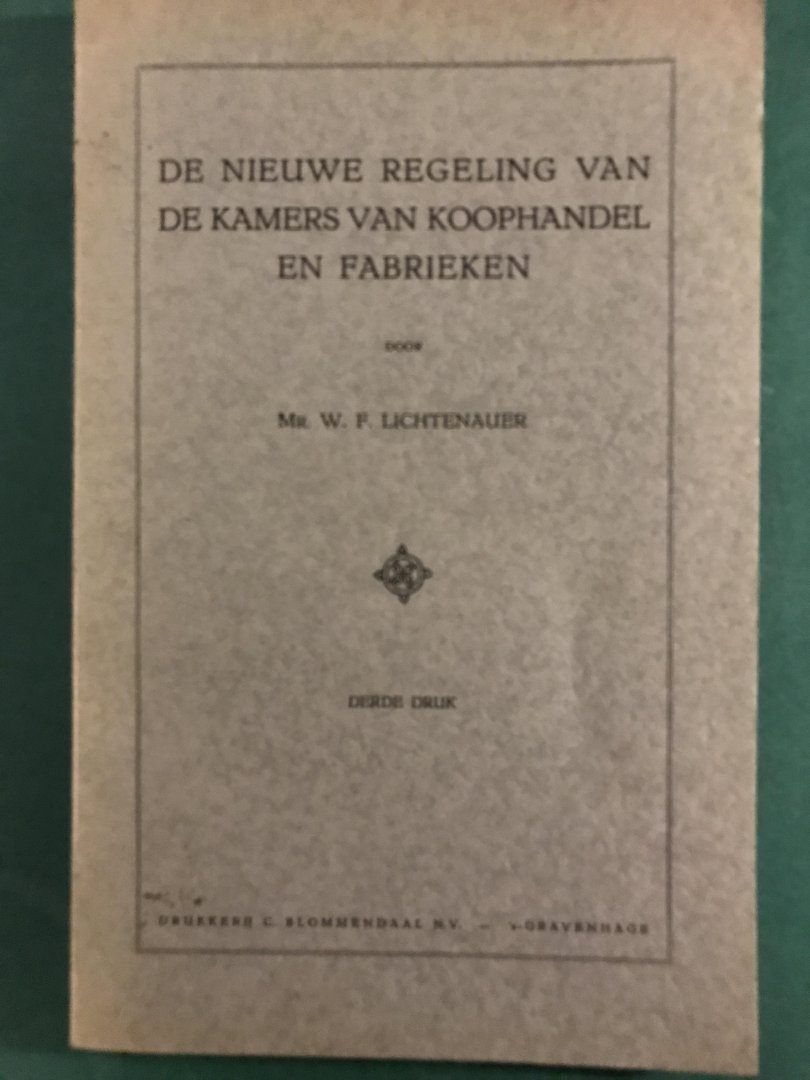 DE NIEUWE REGELING VAN
DE KAMERS VAN KOOPHANDEL
EN FABRIEKEN
DOOR
MR. W. F. LICHTENAUER
DERDE DRUK
DRUKKERIJ C. BLOMMENDAAL N.V. — 's-GRAVENHAGE